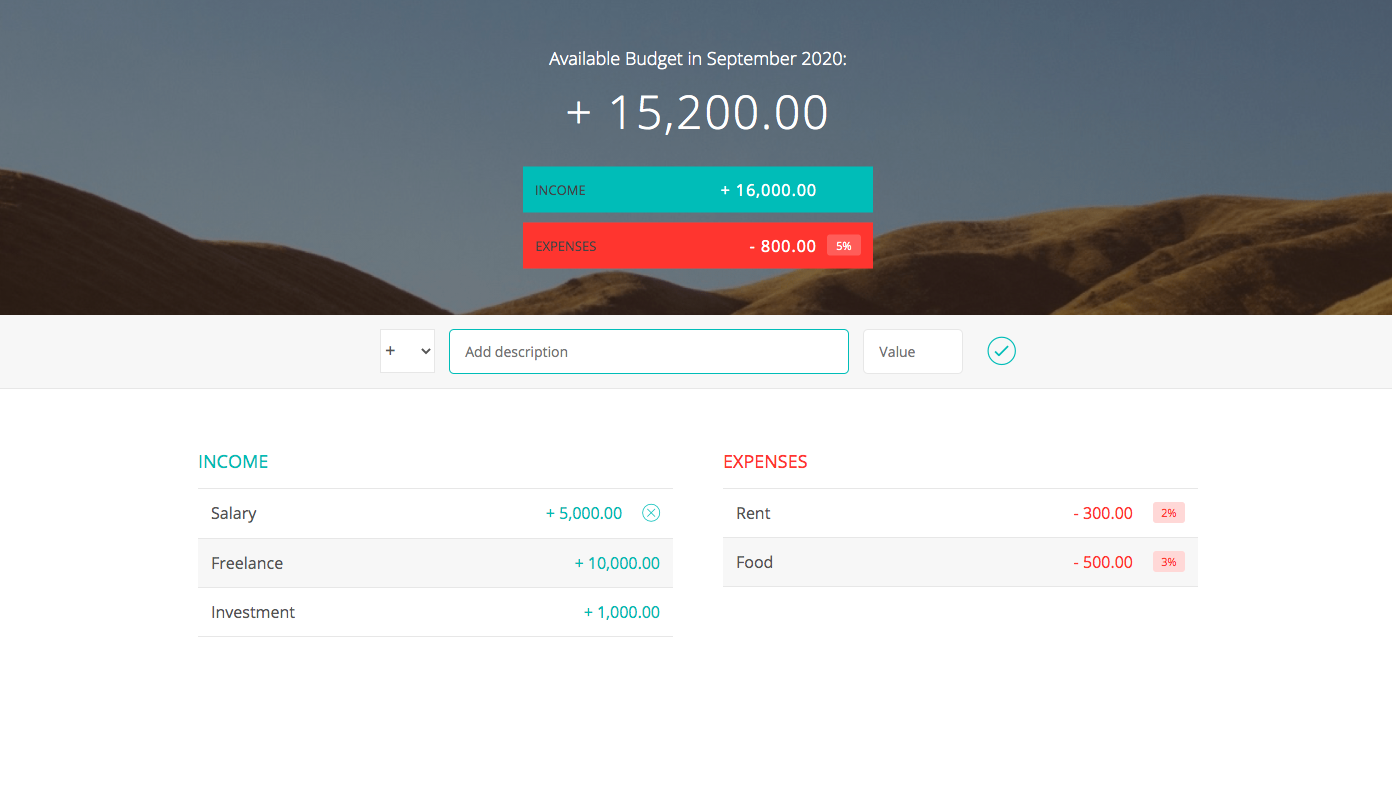 Available Budget in September 2020:
+ 15,200.00
INCOME + 16,000.00
EXPENSES - 800.00 5%
+ Add description Value
INCOME
Salary + 5,000.00
Freelance + 10,000.00
Investment + 1,000.00
EXPENSES
Rent - 300.00 2%
Food - 500.00 3%